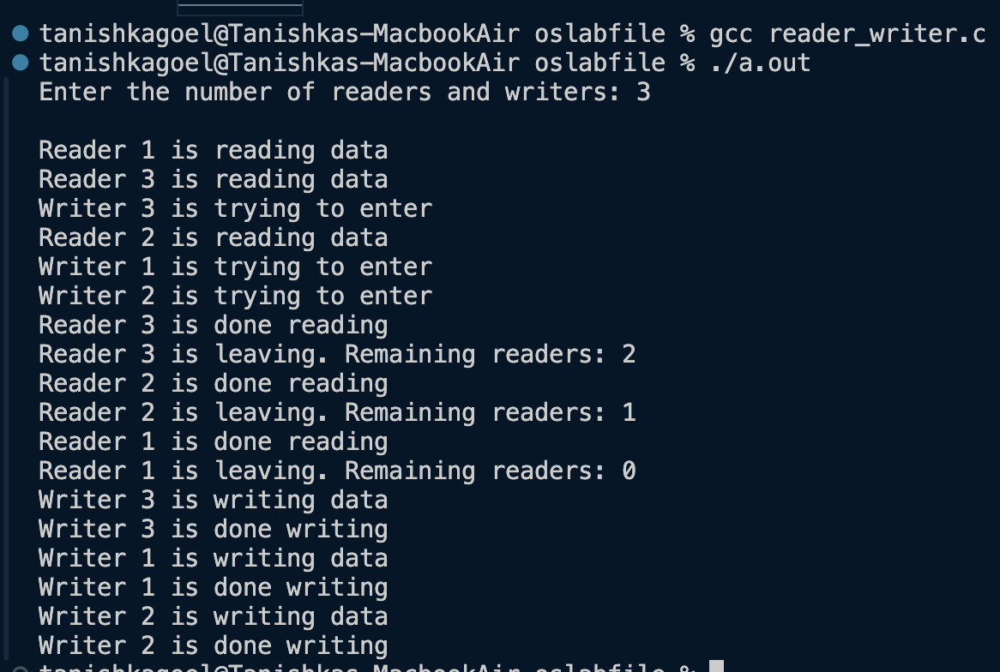 tanishkagoel@Tanishkas-MacbookAir oslabfile % gcc reader_writer.c
tanishkagoel@Tanishkas-MacbookAir oslabfile % ./a.out
Enter the number of readers and writers: 3
Reader 1 is reading data
Reader 3 is reading data
Writer 3 is trying to enter
Reader 2 is reading data
Writer 1 is trying to enter
Writer 2 is trying to enter
Reader 3 is done reading
Reader 3 is leaving. Remaining readers: 2
Reader 2 is done reading
Reader 2 is leaving. Remaining readers: 1
Reader 1 is done reading
Reader 1 is leaving. Remaining readers: 0
Writer 3 is writing data
Writer 3 is done writing
Writer 1 is writing data
Writer 1 is done writing
Writer 2 is writing data
Writer 2 is done writing
tanishkagoel@Tanishkas-MacbookAir oslabfile %